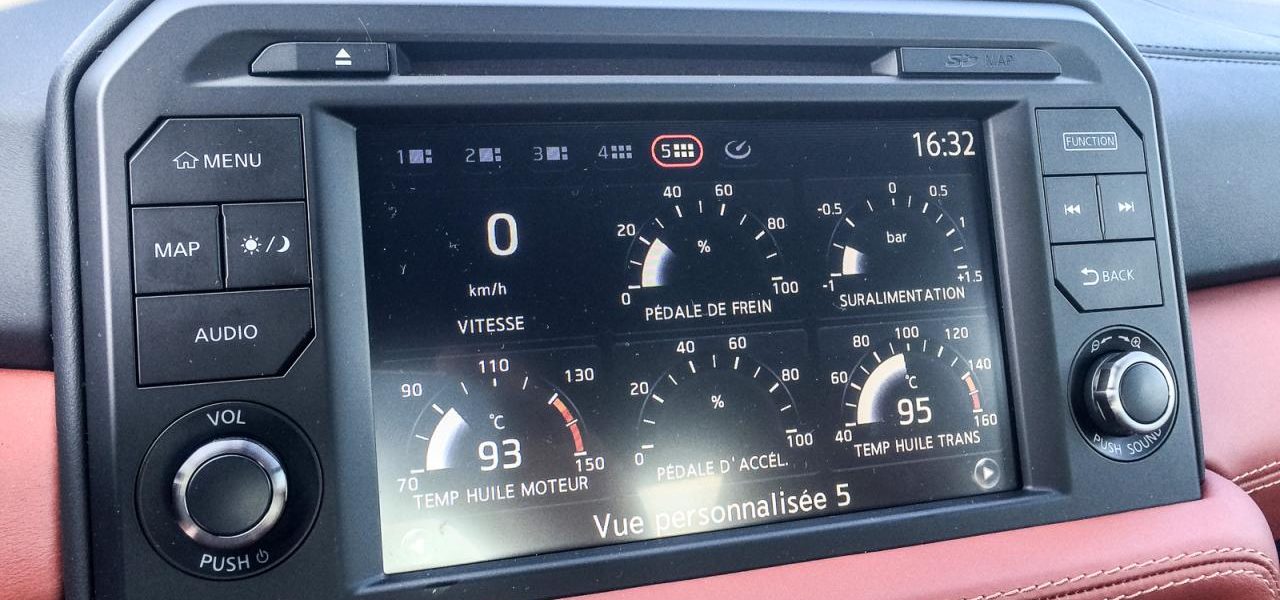 SD MAP
MENU
MAP
AUDIO
VOL
PUSH
FUNCTION
BACK
PUSH SOUND
1 2 3 4 5
16:32
0
km/h
VITESSE
0 20 40 60 80 100
%
PÉDALE DE FREIN
-1 -0.5 0 0.5 1 +1.5
bar
SURALIMENTATION
70 90 110 130 150
°C
93
TEMP HUILE MOTEUR
0 20 40 60 80 100
%
PÉDALE D'ACCÉL.
40 60 80 100 120 140 160
°C
95
TEMP HUILE TRANS
Vue personnalisée 5